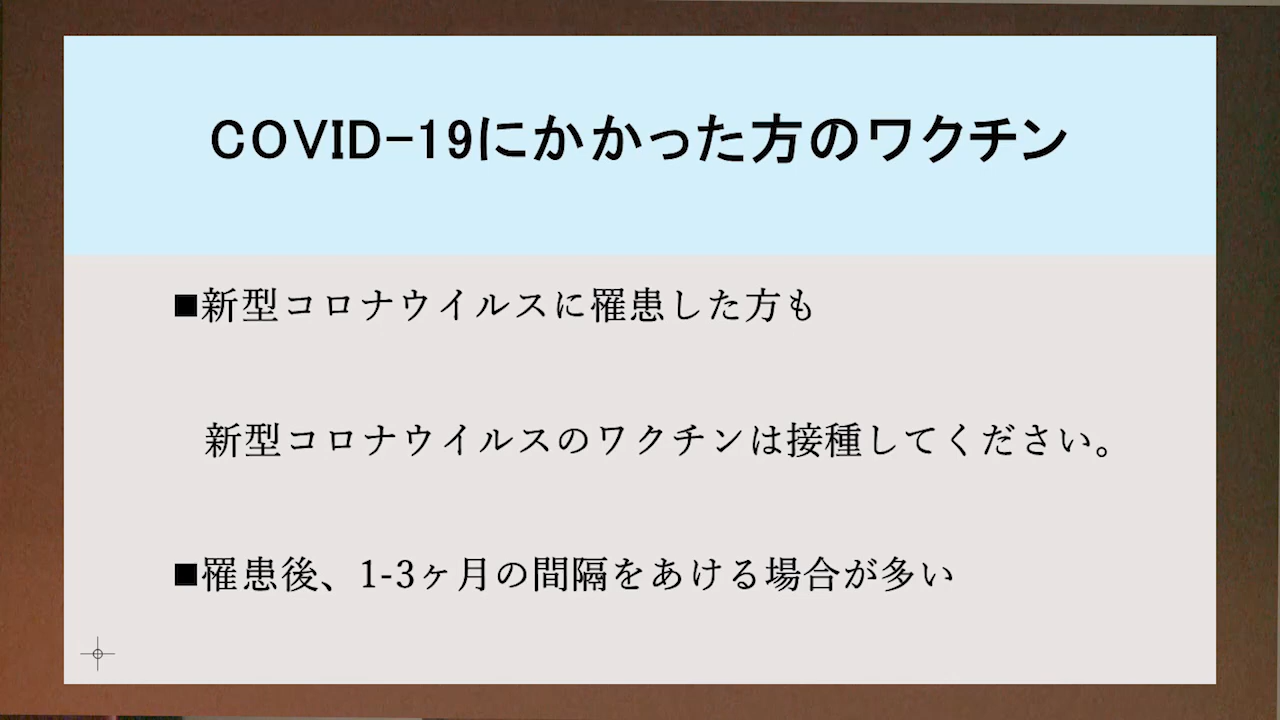 COVID-19にかかった方のワクチン
■新型コロナウイルスに罹患した方も
新型コロナウイルスのワクチンは接種してください。
■罹患後、1-3ヶ月の間隔をあける場合が多い